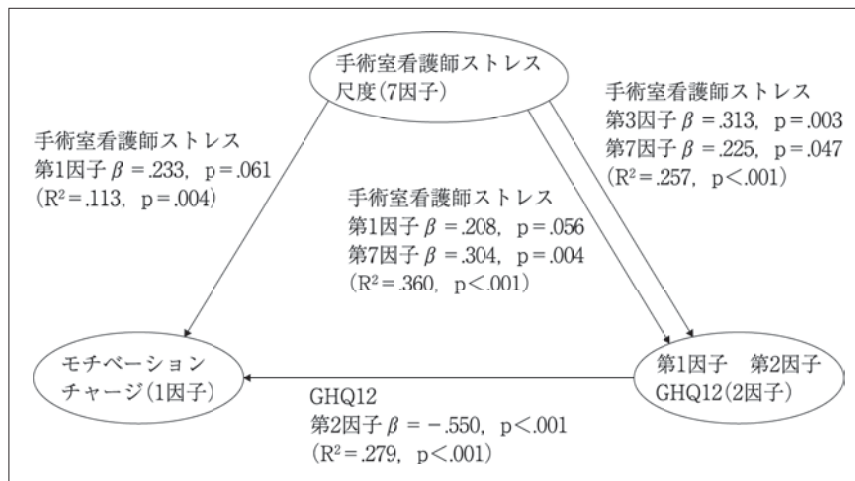 手術室看護師ストレス
尺度(7因子)
手術室看護師ストレス
第1因子 β =.233, p=.061
(R²=.113, p=.004)
手術室看護師ストレス
第3因子 β =.313, p=.003
第7因子 β =.225, p=.047
(R²=.257, p<.001)
手術室看護師ストレス
第1因子 β =.208, p=.056
第7因子 β =.304, p=.004
(R²=.360, p<.001)
モチベーション
チャージ(1因子)
第1因子 第2因子
GHQ12(2因子)
GHQ12
第2因子 β =−.550, p<.001
(R²=.279, p<.001)